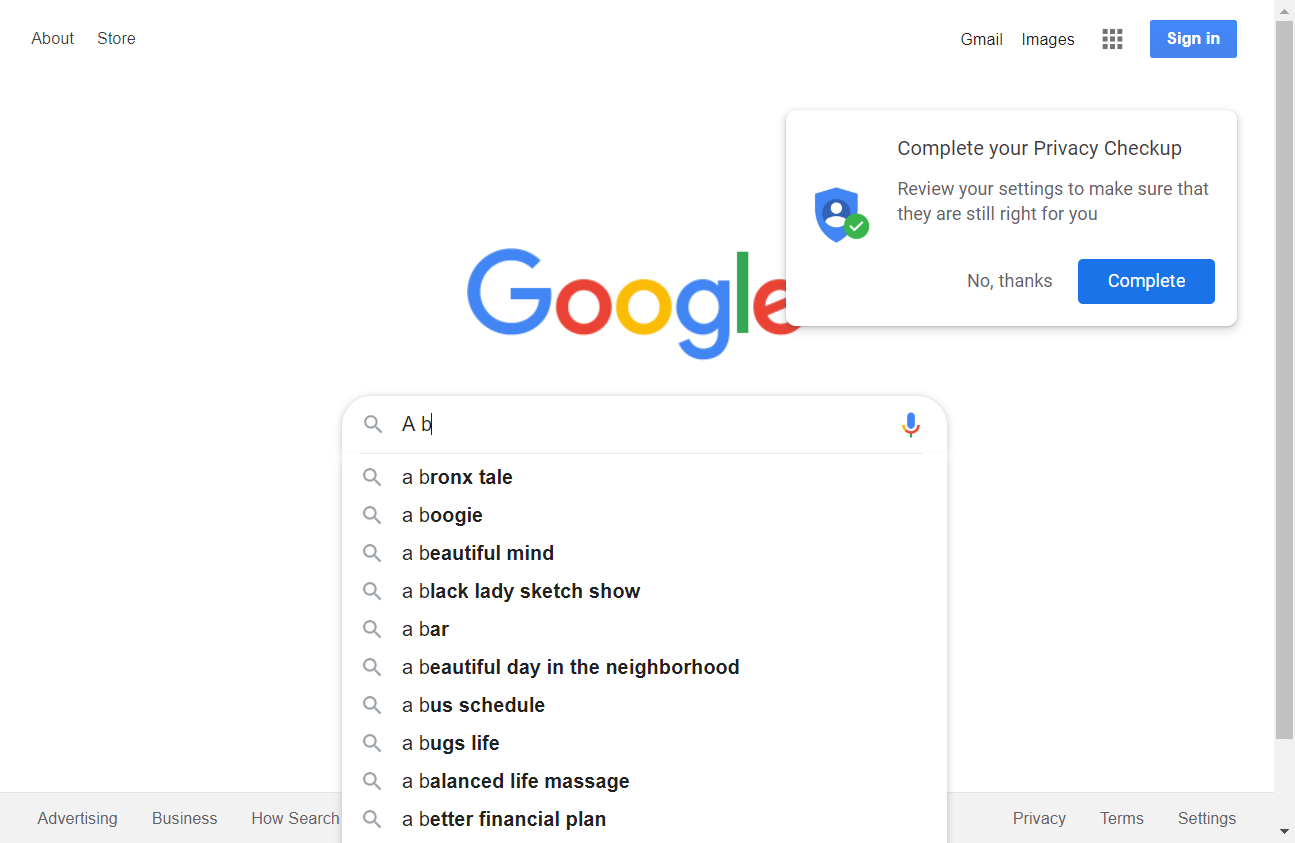 About Store
Gmail Images Sign in
Complete your Privacy Checkup
Review your settings to make sure that
they are still right for you
No, thanks Complete
Google
A b
a bronx tale
a boogie
a beautiful mind
a black lady sketch show
a bar
a beautiful day in the neighborhood
a bus schedule
a bugs life
a balanced life massage
a better financial plan
Advertising Business How Search Privacy Terms Settings